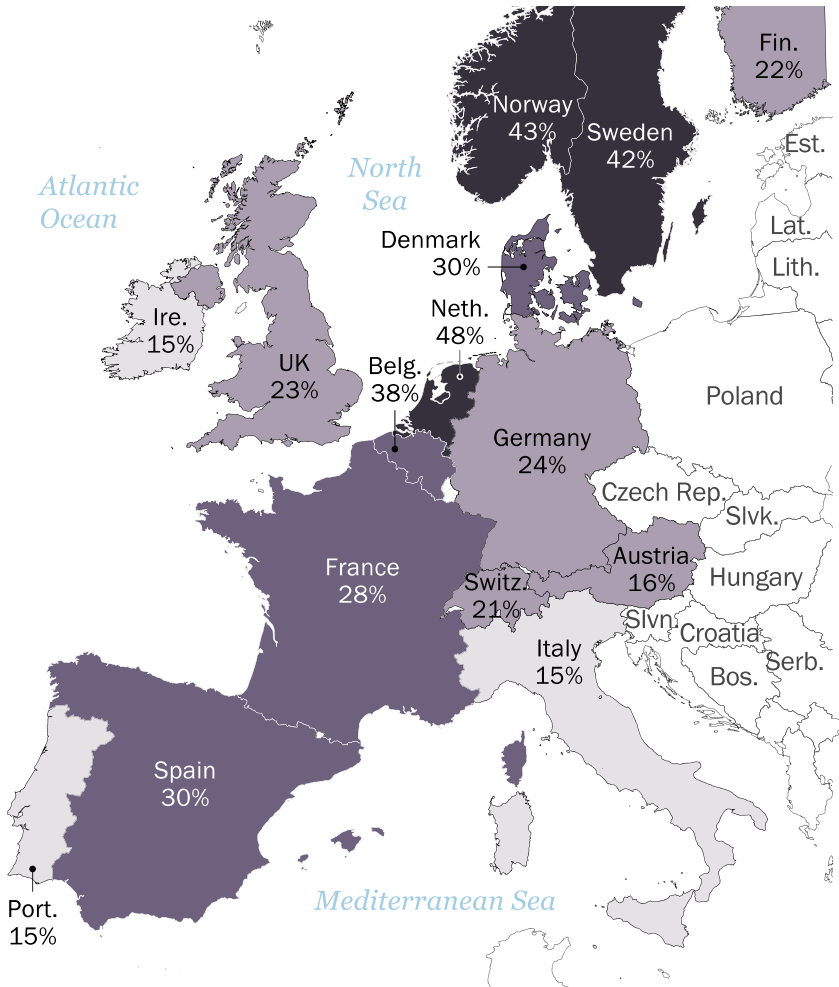 Fin.
22%
Norway
43%
Sweden
42%
Est.
North
Sea
Atlantic
Ocean
Lat.
Denmark
30%
Lith.
Neth.
48%
Ire.
15%
UK
23%
Belg.
38%
Poland
Germany
24%
Czech Rep.
Slvk.
France
28%
Switz.
21%
Austria
16%
Hungary
Slvn.
Croatia
Italy
15%
Bos.
Serb.
Spain
30%
Port.
15%
Mediterranean Sea